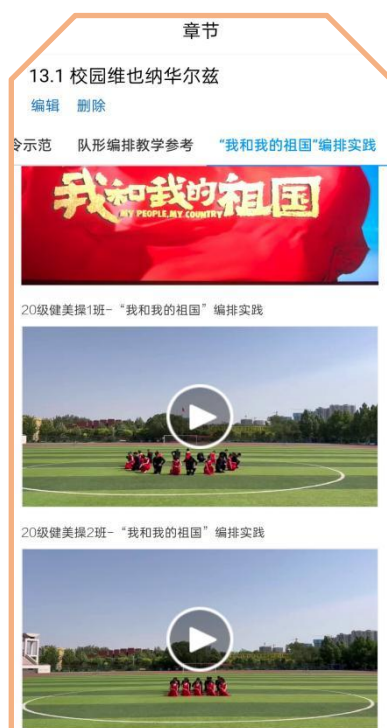 章节
13.1 校园维也纳华尔兹
编辑 删除
令示范 队形编排教学参考 “我和我的祖国”编排实践
我和我的祖国
MY PEOPLE,MY COUNTRY
20级健美操1班-“我和我的祖国”编排实践
20级健美操2班-“我和我的祖国”编排实践